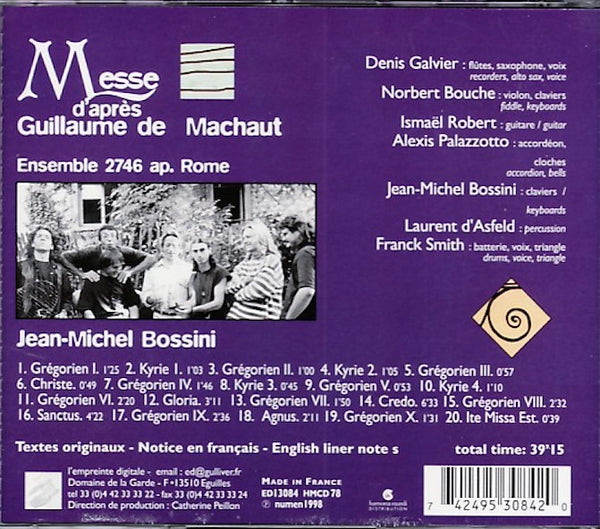 Messe
d'après
Guillaume de Machaut
Ensemble 2746 ap. Rome
Denis Galvier : flûtes, saxophone, voix
recorders, alto sax, voice
Norbert Bouche : violon, claviers
fiddle, keyboards
Ismaël Robert : guitare / guitar
Alexis Palazzotto : accordéon,
cloches
accordion, bells
Jean-Michel Bossini : claviers /
keyboards
Laurent d'Asfeld : percussion
Franck Smith : batterie, voix, triangle
drums, voice, triangle
Jean-Michel Bossini
1. Grégorien I. 1'25 2. Kyrie 1. 1'03 3. Grégorien II. 1'00 4. Kyrie 2. 1'05 5. Grégorien III. 0'57
6. Christe. 0'49 7. Grégorien IV. 1'46 8. Kyrie 3. 0'45 9. Grégorien V. 0'53 10. Kyrie 4. 1'10
11. Grégorien VI. 2'20 12. Gloria. 3'11 13. Grégorien VII. 1'50 14. Credo. 6'33 15. Grégorien VIII. 2'32
16. Sanctus. 4'22 17. Grégorien IX. 2'36 18. Agnus. 2'11 19. Grégorien X. 1'31 20. Ite Missa Est. 0'39
Textes originaux - Notice en français - English liner note s total time: 39'15
l'empreinte digitale - email : ed@gulliver.fr
Domaine de la Garde - F • 13510 Eguilles
tel 33 (0)4 42 33 33 22 - fax 33 (0)4 42 33 33 24
Direction de production : Catherine Peillon
MADE IN FRANCE
ED13084 HMCD 78
℗ numen1998
harmonia mundi
DISTRIBUTION
7 42495 30842 0